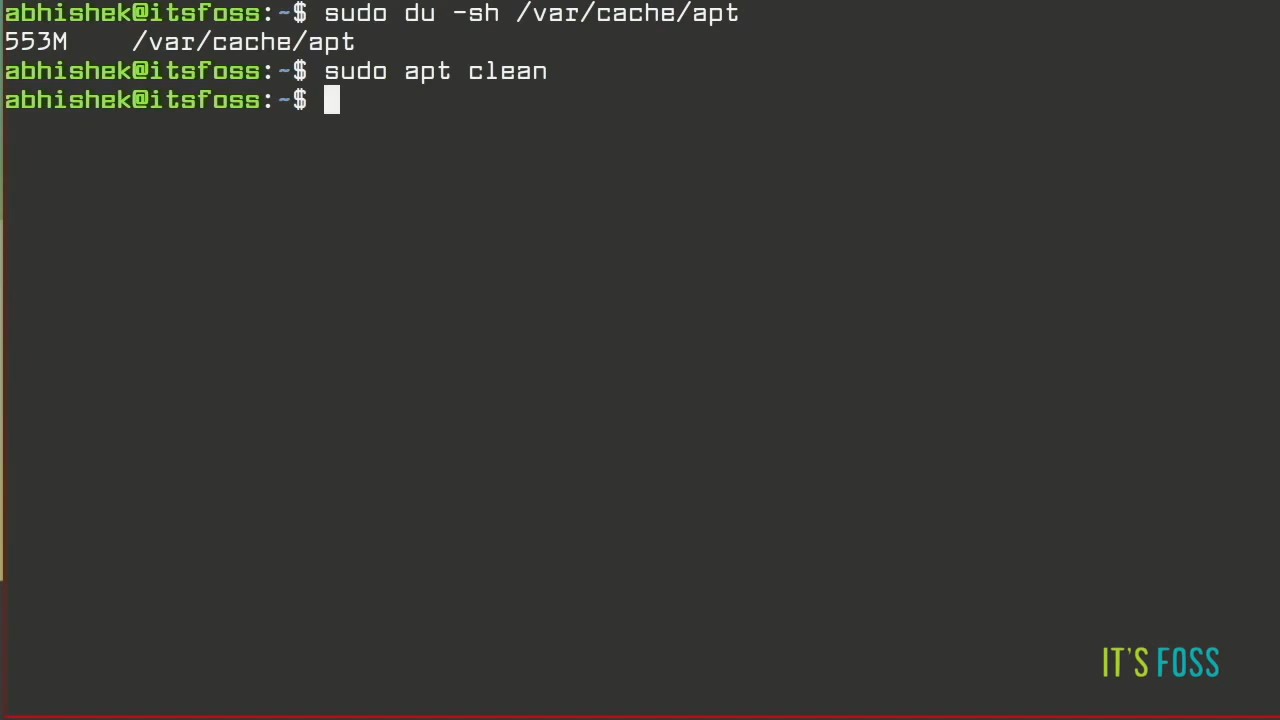 abhishek@itsfoss:~$ sudo du -sh /var/cache/apt
553M    /var/cache/apt
abhishek@itsfoss:~$ sudo apt clean
abhishek@itsfoss:~$
IT'S FOSS